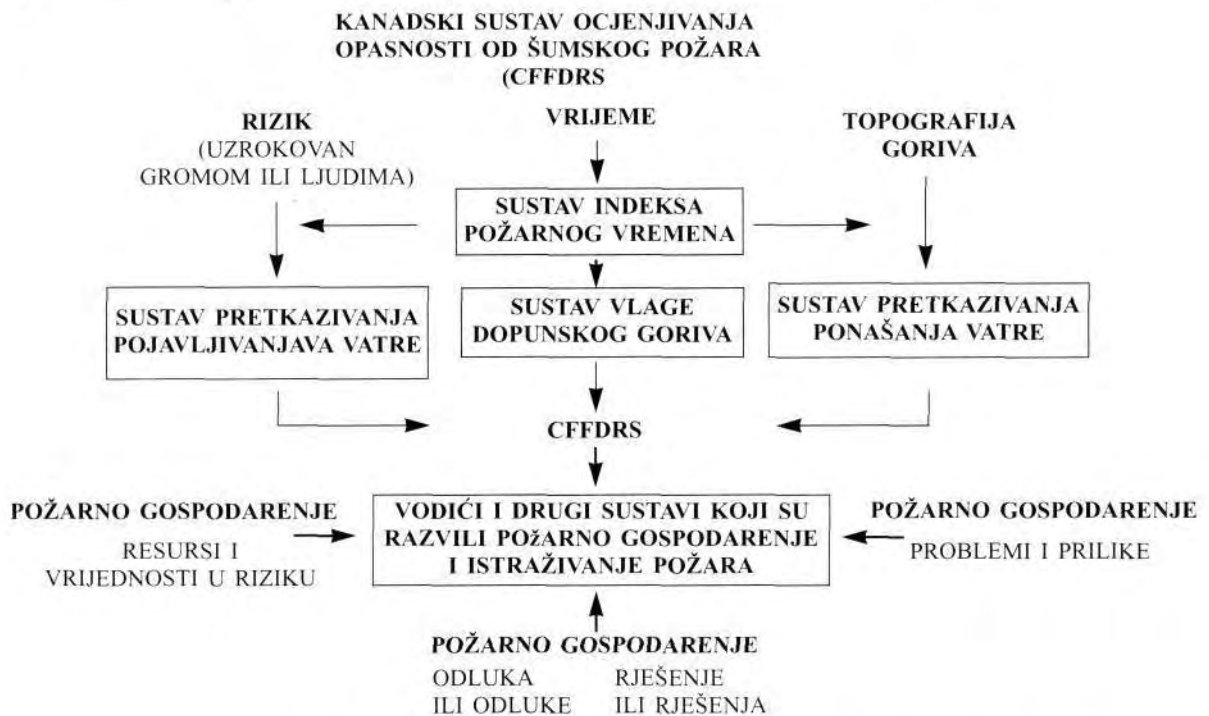 KANADSKI SUSTAV OCJENJIVANJA
OPASNOSTI OD ŠUMSKOG POŽARA
(CFFDRS
RIZIK
(UZROKOVAN
GROMOM ILI LJUDIMA)
VRIJEME
TOPOGRAFIJA
GORIVA
SUSTAV INDEKSA
POŽARNOG VREMENA
SUSTAV PRETKAZIVANJA
POJAVLJIVANJAVA VATRE
SUSTAV VLAGE
DOPUNSKOG GORIVA
SUSTAV PRETKAZIVANJA
PONAŠANJA VATRE
CFFDRS
POŽARNO GOSPODARENJE
RESURSI I
VRIJEDNOSTI U RIZIKU
VODIĆI I DRUGI SUSTAVI KOJI SU
RAZVILI POžARNO GOSPODARENJE
I ISTRAŽIVANJE POŽARA
POŽARNO GOSPODARENJE
PROBLEMI I PRILIKE
POŽARNO GOSPODARENJE
ODLUKA RJEŠENJE
ILI ODLUKE ILI RJEŠENJA